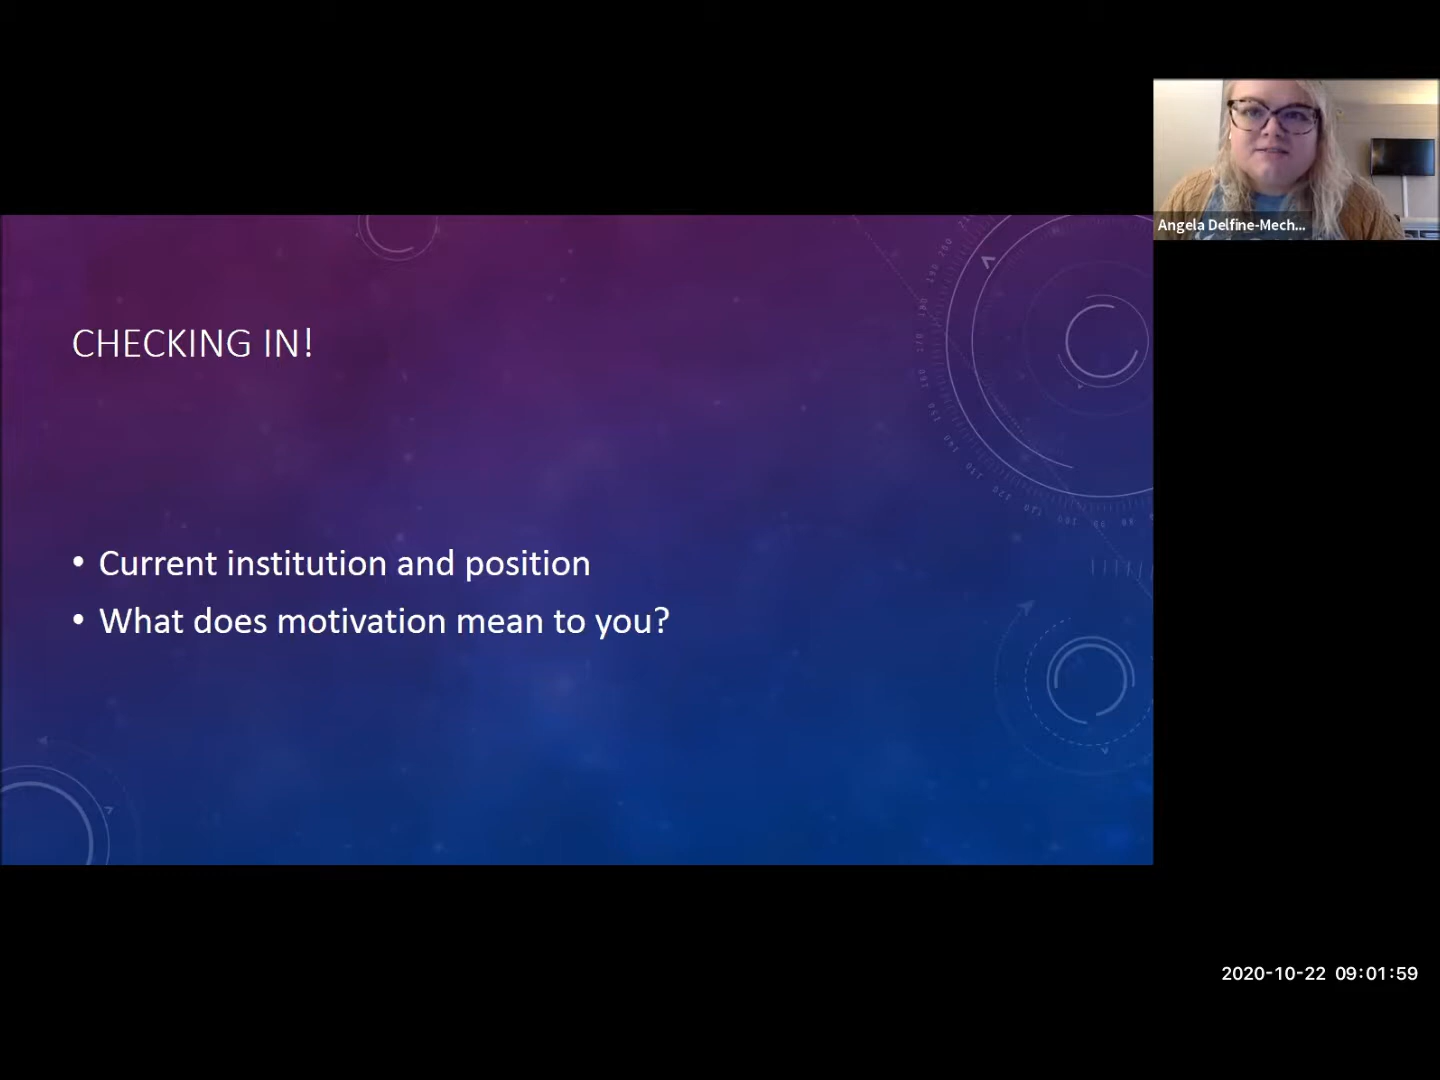 Angela Delfine-Mech...
CHECKING IN!
• Current institution and position
• What does motivation mean to you?
2020-10-22 09:01:59